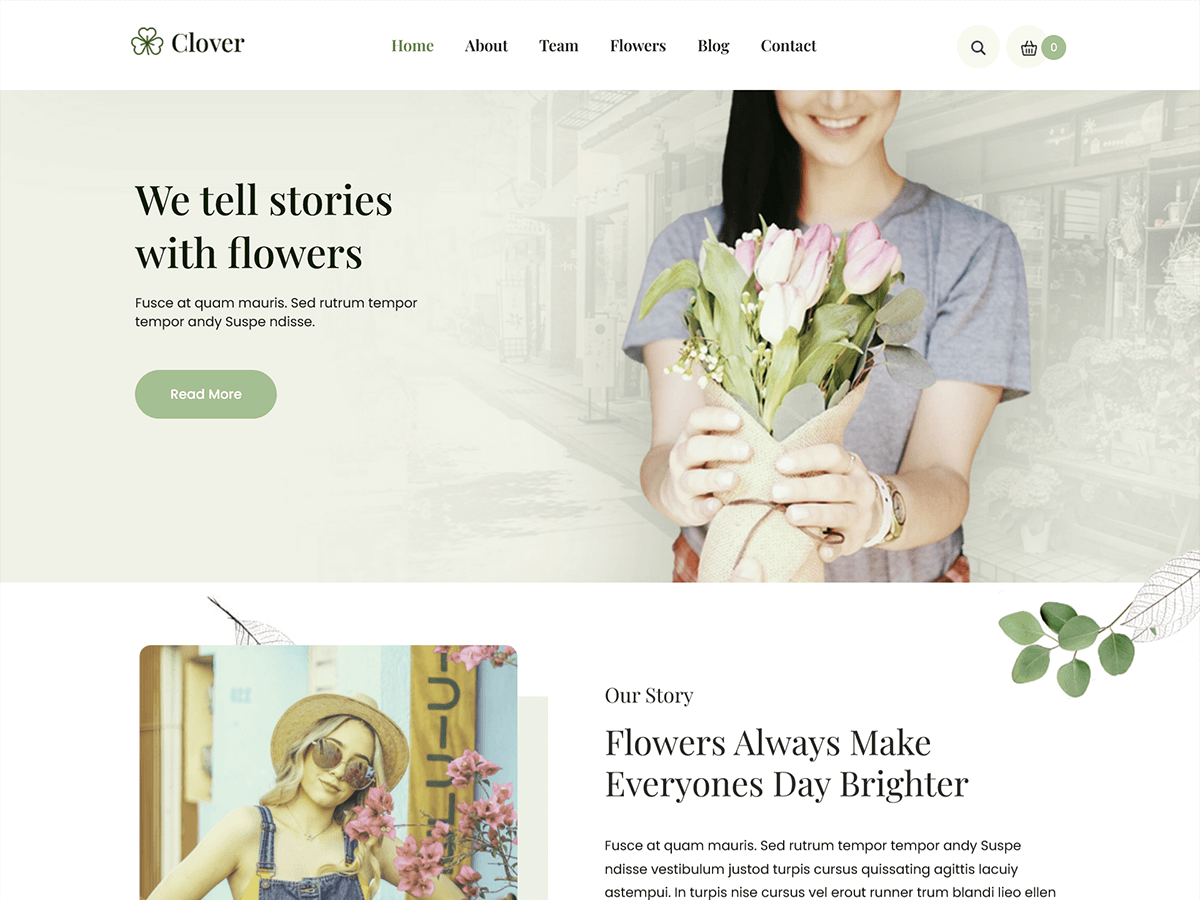 Clover
Home About Team Flowers Blog Contact
0
We tell stories
with flowers
Fusce at quam mauris. Sed rutrum tempor
tempor andy Suspe ndisse.
Read More
Our Story
Flowers Always Make
Everyones Day Brighter
Fusce at quam mauris. Sed rutrum tempor tempor andy Suspe
ndisse vestibulum justod turpis cursus quissating agittis lacuiy
astempui. In turpis nise cursus vel erout runner trum blandi lieo ellen